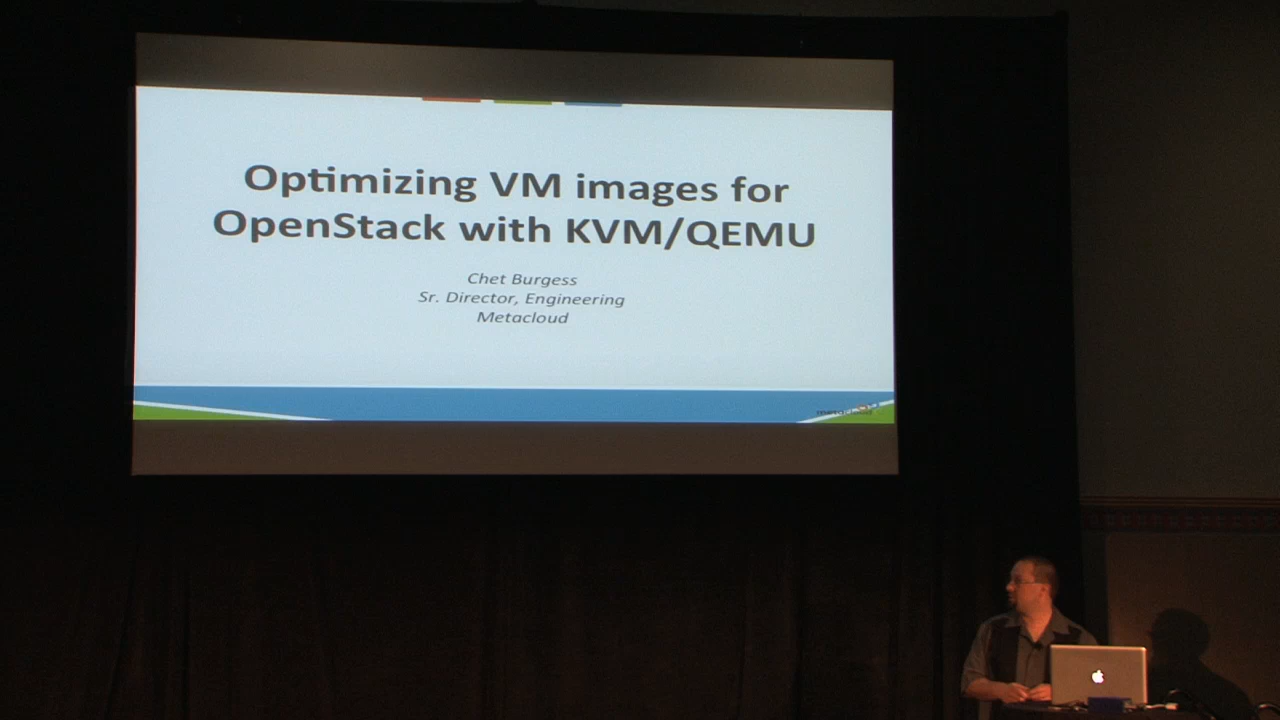 Optimizing VM images for
OpenStack with KVM/QEMU
Chet Burgess
Sr. Director, Engineering
Metacloud